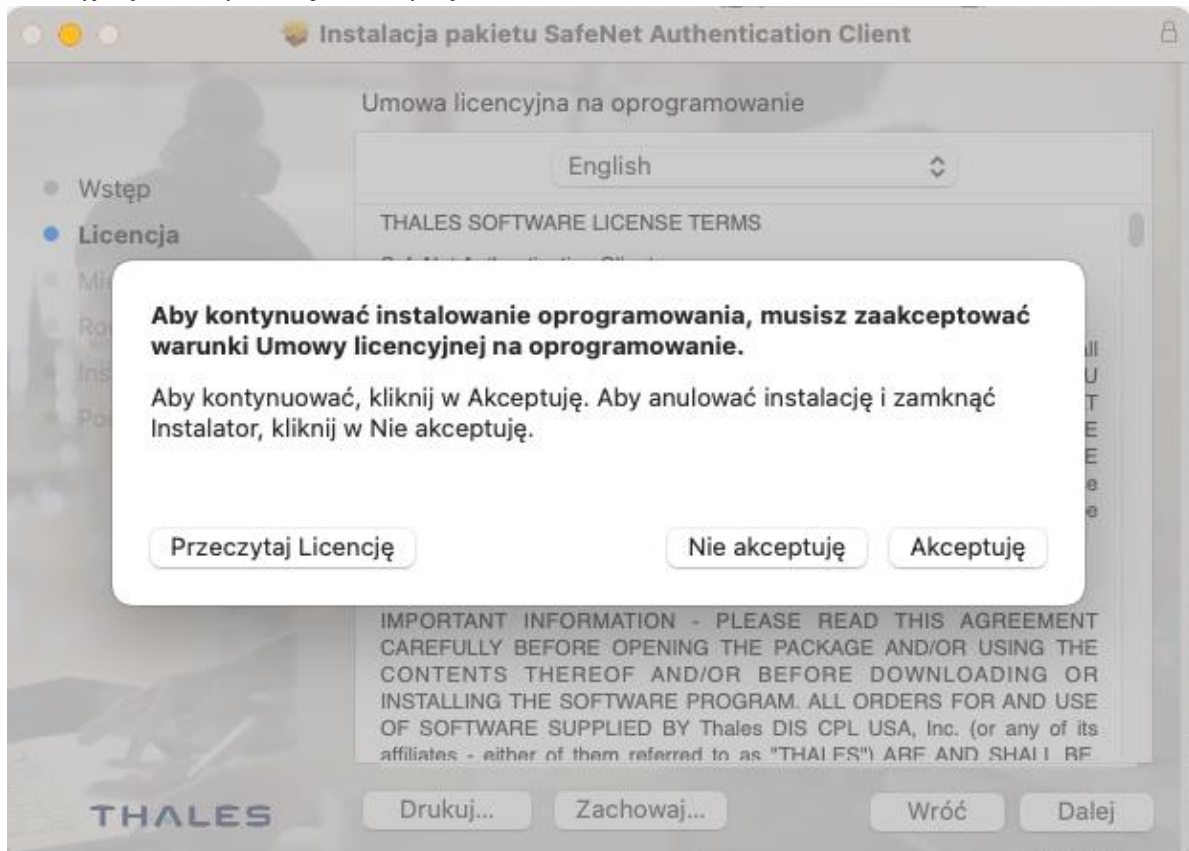 Instalacja pakietu SafeNet Authentication Client
Umowa licencyjna na oprogramowanie
English
Wstęp
Licencja
THALES SOFTWARE LICENSE TERMS
Aby kontynuować instalowanie oprogramowania, musisz zaakceptować
warunki Umowy licencyjnej na oprogramowanie.
Aby kontynuować, kliknij w Akceptuję. Aby anulować instalację i zamknąć
Instalator, kliknij w Nie akceptuję.
Przeczytaj Licencję
Nie akceptuję
Akceptuję
IMPORTANT INFORMATION - PLEASE READ THIS AGREEMENT
CAREFULLY BEFORE OPENING THE PACKAGE AND/OR USING THE
CONTENTS THEREOF AND/OR BEFORE DOWNLOADING OR
INSTALLING THE SOFTWARE PROGRAM. ALL ORDERS FOR AND USE
OF SOFTWARE SUPPLIED BY Thales DIS CPL USA, Inc. (or any of its
affiliates - either of them referred to as "THALES") ARE AND SHALL BE
THALES
Drukuj...
Zachowaj...
Wróć
Dalej